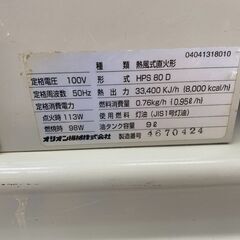 04041318010
種類 熱風式直火形
定格電圧 100V 形式 HPS 80 D
定格周波数 50Hz 熱出力 33,400 KJ/h (8,000 kcal/h)
定格消費電力 燃料消費量 0.76kg/h (0.95ℓ/h)
点火時 113W 使用燃料 灯油 (JIS1号灯油)
燃焼時 98W 油タンク容量 9ℓ
オリオン機械株式会社 製造番号 4670424